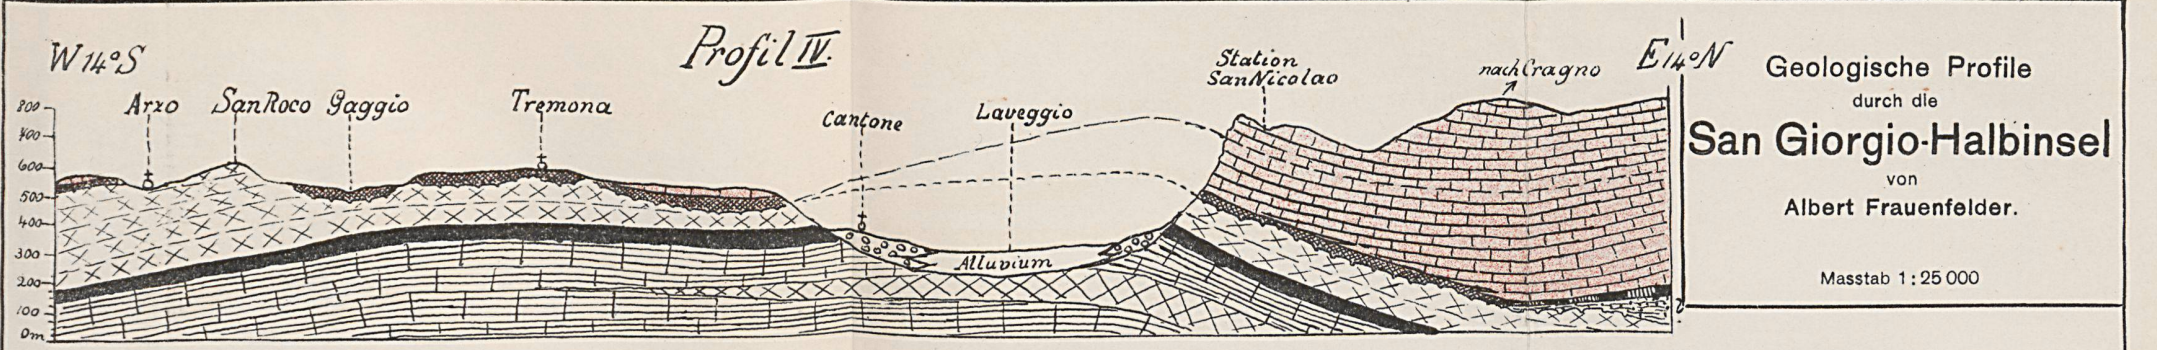 W 14° S
Profil IV.
E 14° N
Arzo
San Roco
Gaggio
Tremona
Cantone
Laveggio
Station
San Nicolao
nach Cragno
800
700
600
500
400
300
200
100
0m
Alluvium
?
Geologische Profile
durch die
San Giorgio-Halbinsel
von
Albert Frauenfelder.
Masstab 1:25 000